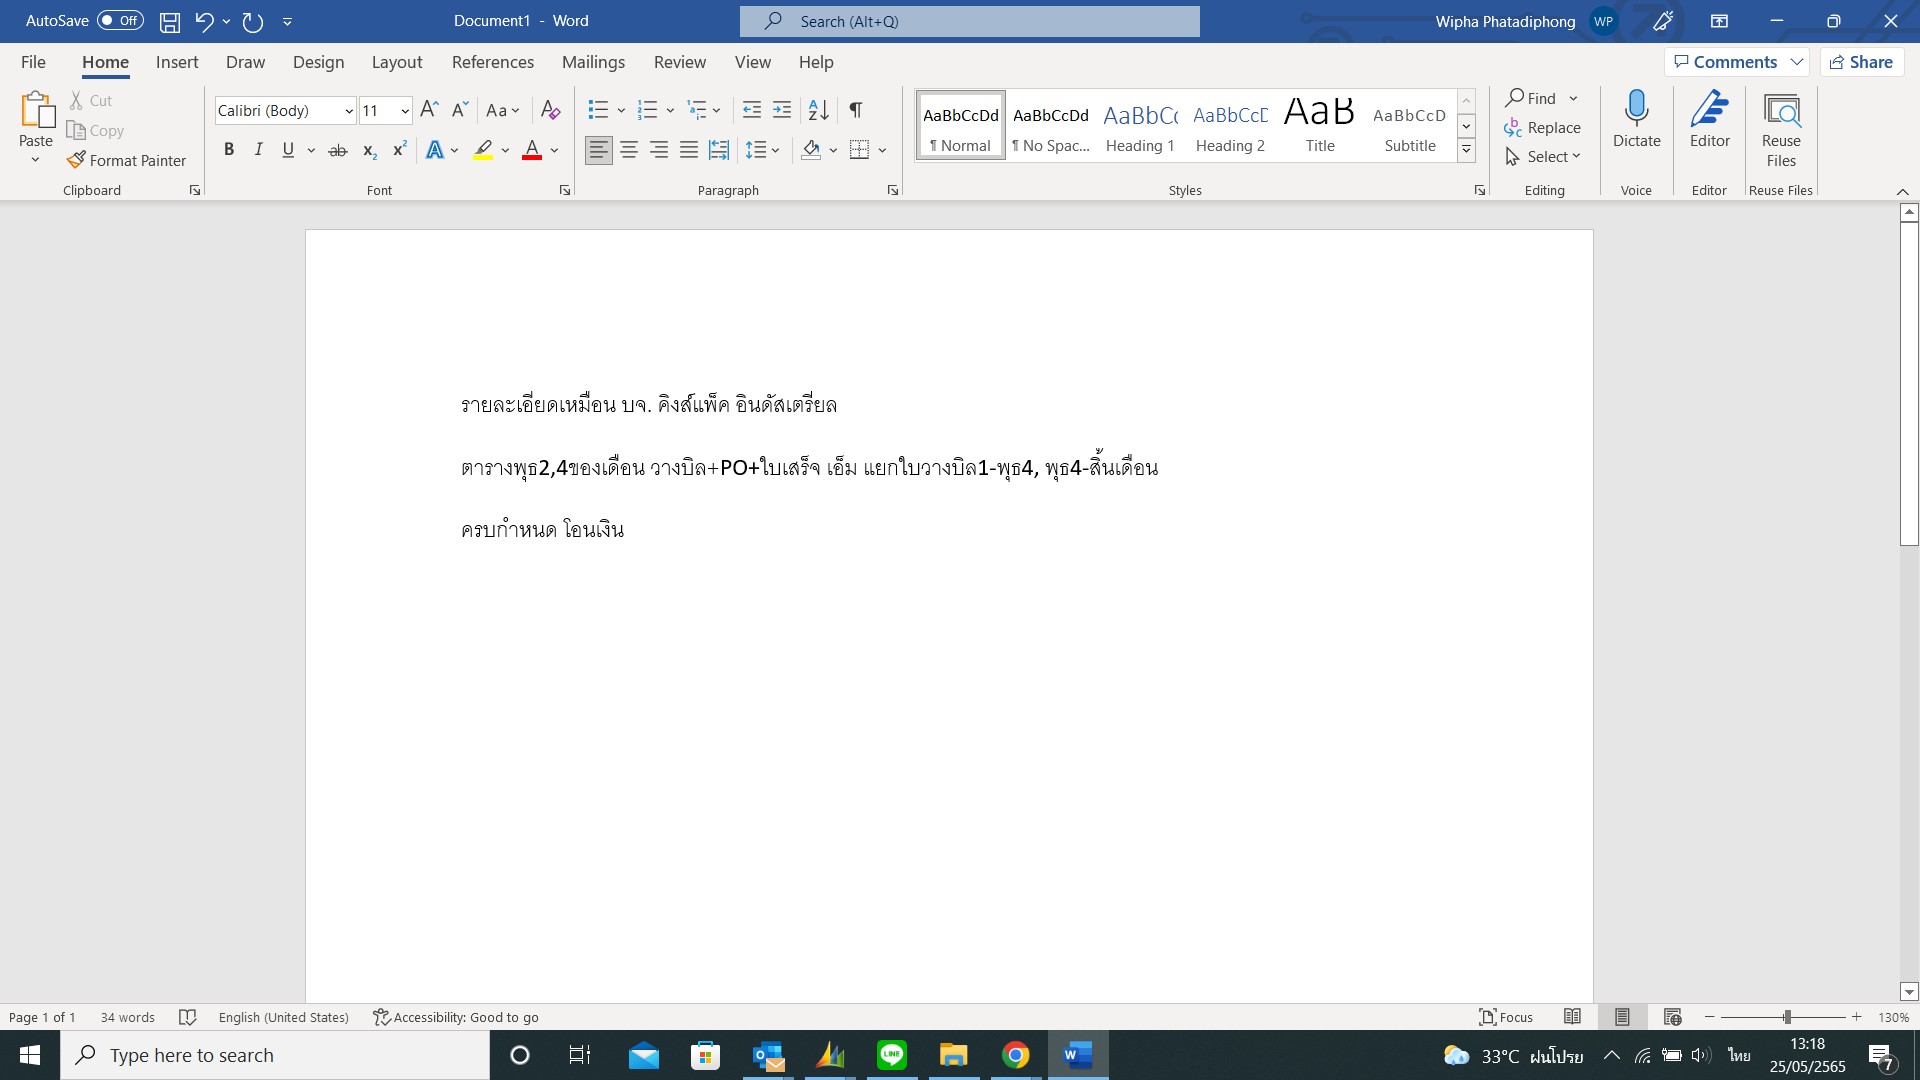 AutoSave Off Document1 - Word Search (Alt+Q) Wipha Phatadiphong WP
File Home Insert Draw Design Layout References Mailings Review View Help Comments Share
Paste Cut Copy Format Painter Clipboard
Calibri (Body) 11 Aa B I U ab x2 x2 A A Font
Paragraph
AaBbCcDd AaBbCcDd AaBbC( AaBbCcD AaB AaBbCcD
¶ Normal ¶ No Spac... Heading 1 Heading 2 Title Subtitle
Styles
Find Replace Select Editing
Dictate Voice
Editor Editor
Reuse Files Reuse Files
รายละเอียดเหมือน บจ. คิงส์แพ็ค อินดัสเตรียล
ตารางพุธ2,4ของเดือน วางบิล+PO+ใบเสร็จ เอ็ม แยกใบวางบิล1-พุธ4, พุธ4-สิ้นเดือน
ครบกำหนด โอนเงิน
Page 1 of 1 34 words English (United States) Accessibility: Good to go Focus 130%
Type here to search LINE 33°C ฝนโปรย ไทย 13:18
25/05/2565 7